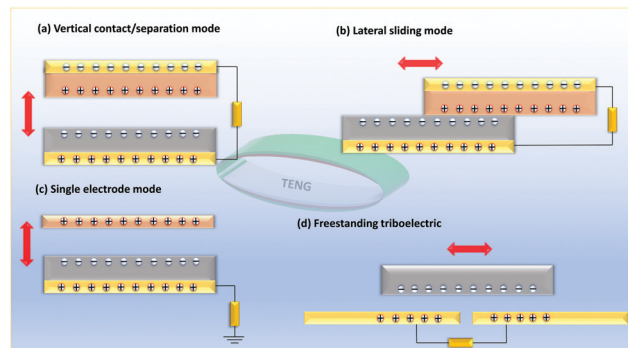 (a) Vertical contact/separation mode
(b) Lateral sliding mode
TENG
(c) Single electrode mode
(d) Freestanding triboelectric